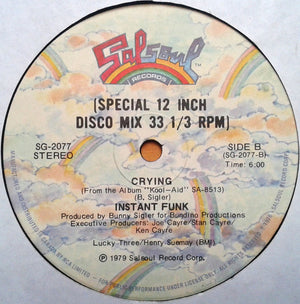 Salsoul
RECORDS
TM
(SPECIAL 12 INCH
DISCO MIX 33 1/3 RPM)
SG-2077
STEREO
SIDE B
(SG-2077-B)
Time: 6:00
CRYING
(From the Album "Kool-Aid" SA-8513)
(B. Sigler)
INSTANT FUNK
Produced by Bunny Sigler for Bundino Productions
Executive Producers: Joe Cayre/Stan Cayre/
Ken Cayre
Lucky Three/Henry Suemay (BMI)
℗ 1979 Salsoul Record Corp.